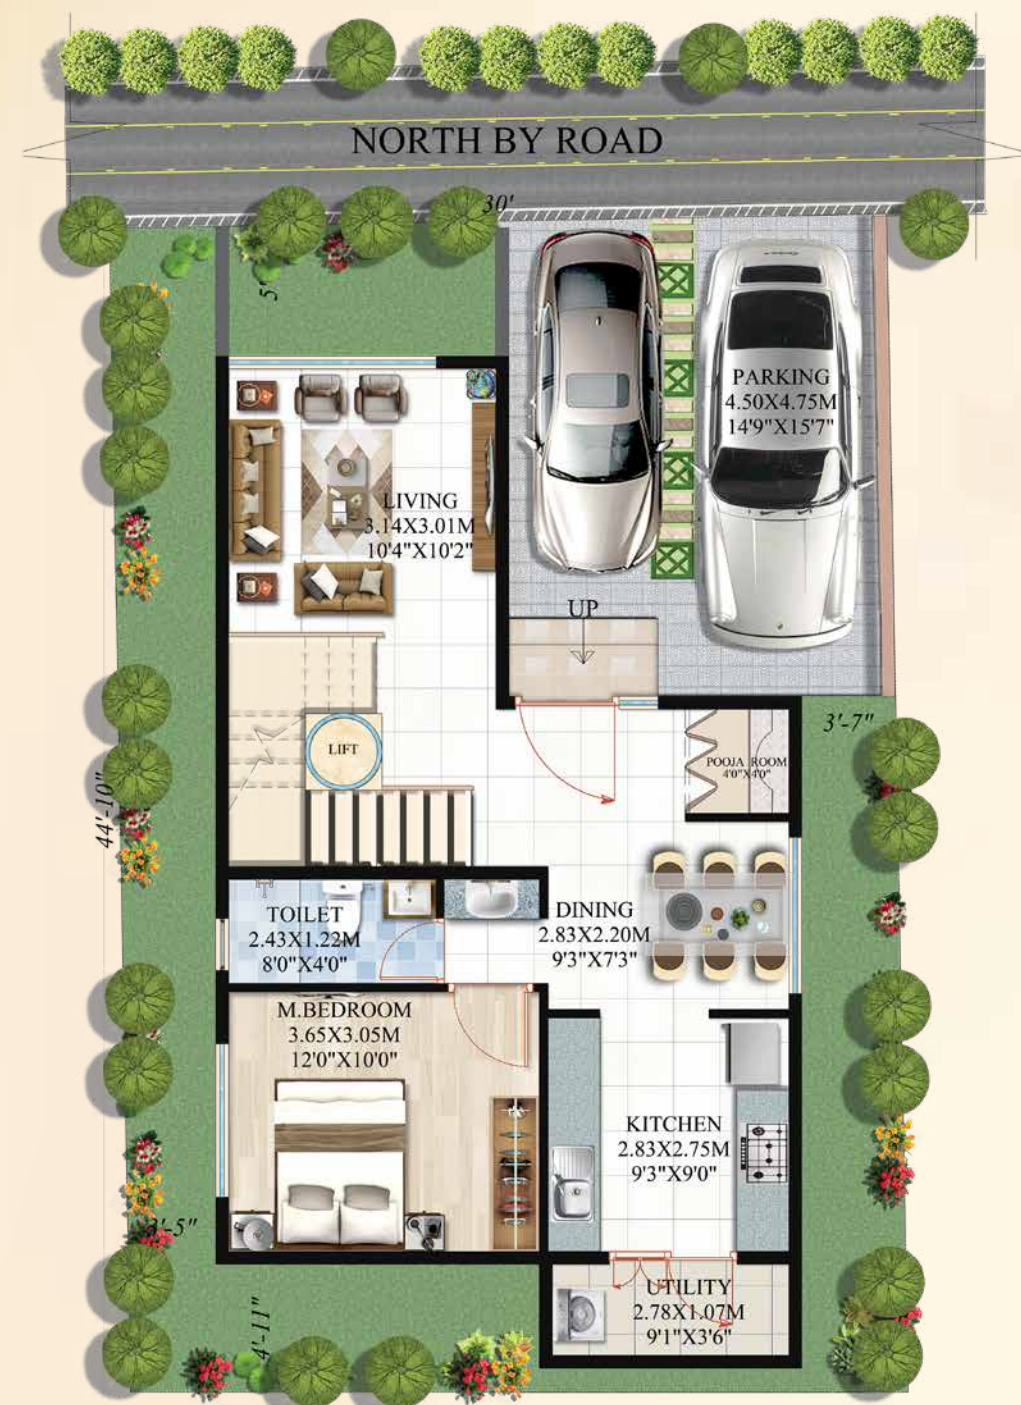 NORTH BY ROAD
30'
5'
PARKING
4.50X4.75M
14'9"X15'7"
LIVING
3.14X3.01M
10'4"X10'2"
UP
3'-7"
LIFT
POOJA ROOM
4'0"X4'0"
44'-10"
TOILET
2.43X1.22M
8'0"X4'0"
DINING
2.83X2.20M
9'3"X7'3"
M.BEDROOM
3.65X3.05M
12'0"X10'0"
KITCHEN
2.83X2.75M
9'3"X9'0"
UTILITY
2.78X1.07M
9'1"X3'6"
4'-11"